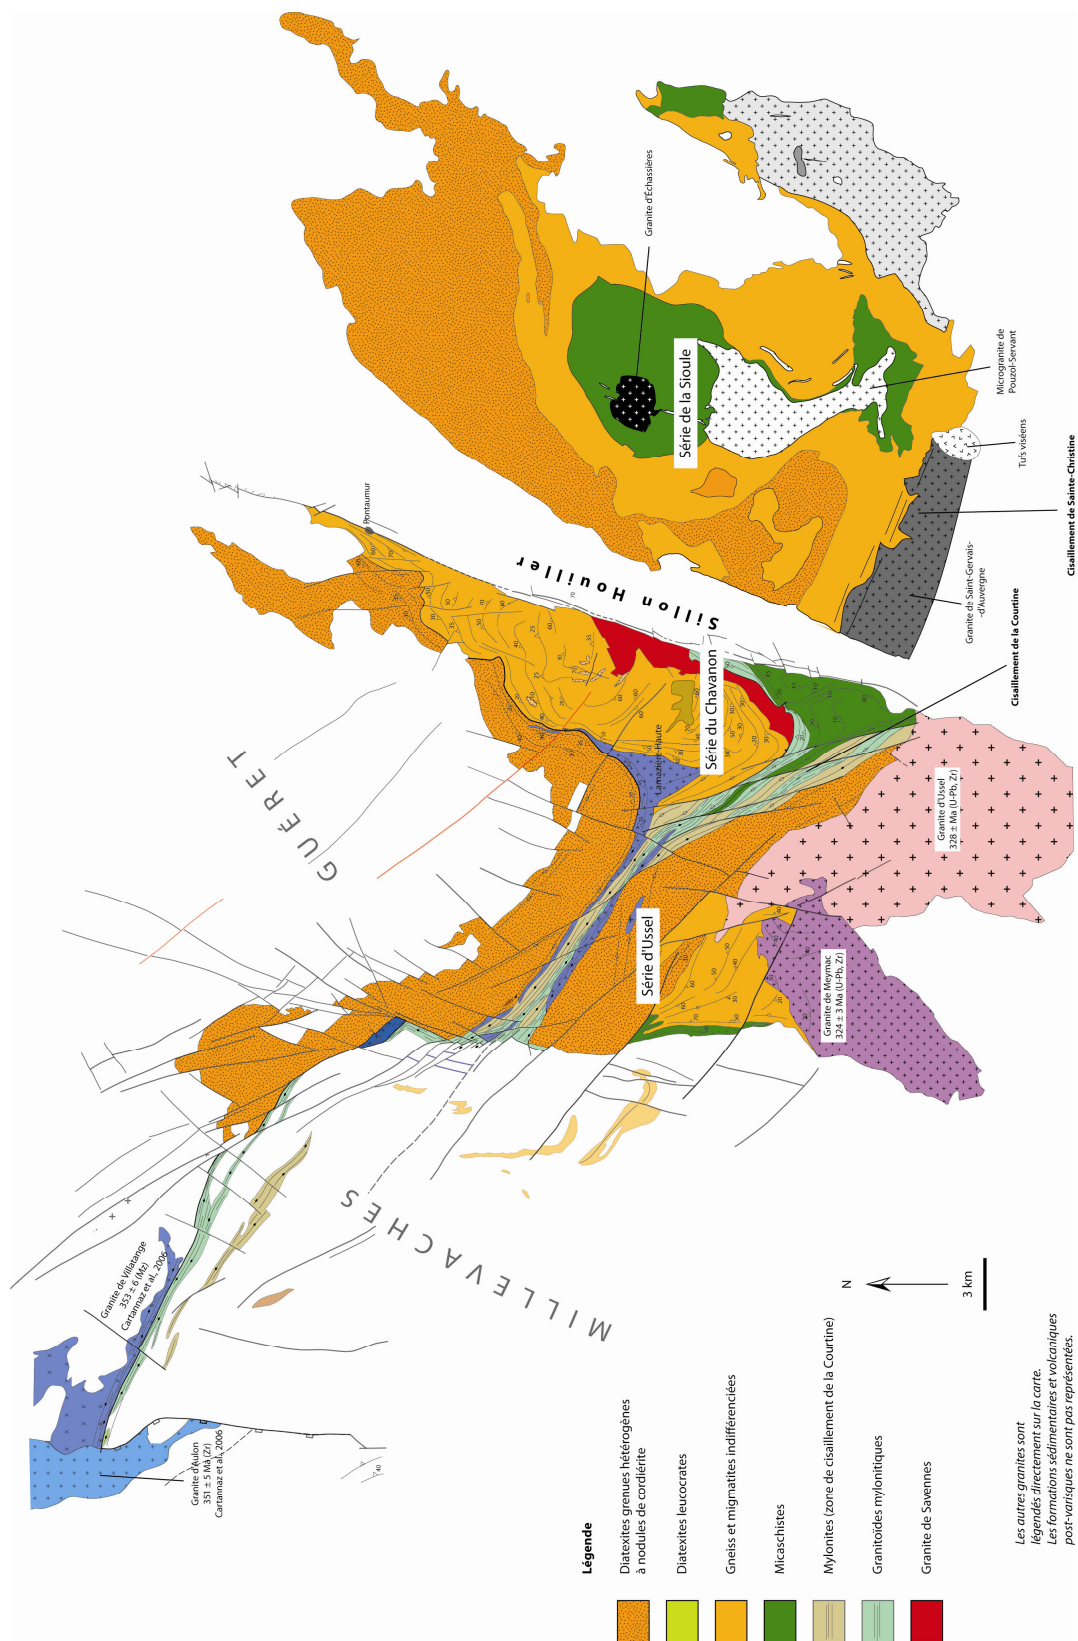 Granite d'Échassières
Série de la Sioule
Microgranite de
Pouzol-Servant
Tufs viséens
Cisaillement de Sainte-Christine
Granite de Saint-Gervais-
-d'Auvergne
Pontaumur
Sillon Houiller
Cisaillement de la Courtine
Série du Chavanon
Lamazière-Haute
GUÉRET
Granite d'Ussel
328 ± Ma (U-Pb, Zr)
Série d'Ussel
Granite de Meymac
324 ± 3 Ma (U-Pb, Zr)
MILLEVACHES
Granite de Villatange
353 ± 6 (Mz)
Cartannaz et al., 2006
Granite d'Aulon
351 ± 5 Ma (Zr)
Cartannaz et al., 2006
N
3 km
Légende
Diatexites grenues hétérogènes
à nodules de cordiérite
Diatexites leucocrates
Gneiss et migmatites indifférenciées
Micaschistes
Mylonites (zone de cisaillement de la Courtine)
Granitoïdes mylonitiques
Granite de Savennes
Les autres granites sont
légendés directement sur la carte.
Les formations sédimentaires et volcaniques
post-varisques ne sont pas représentées.